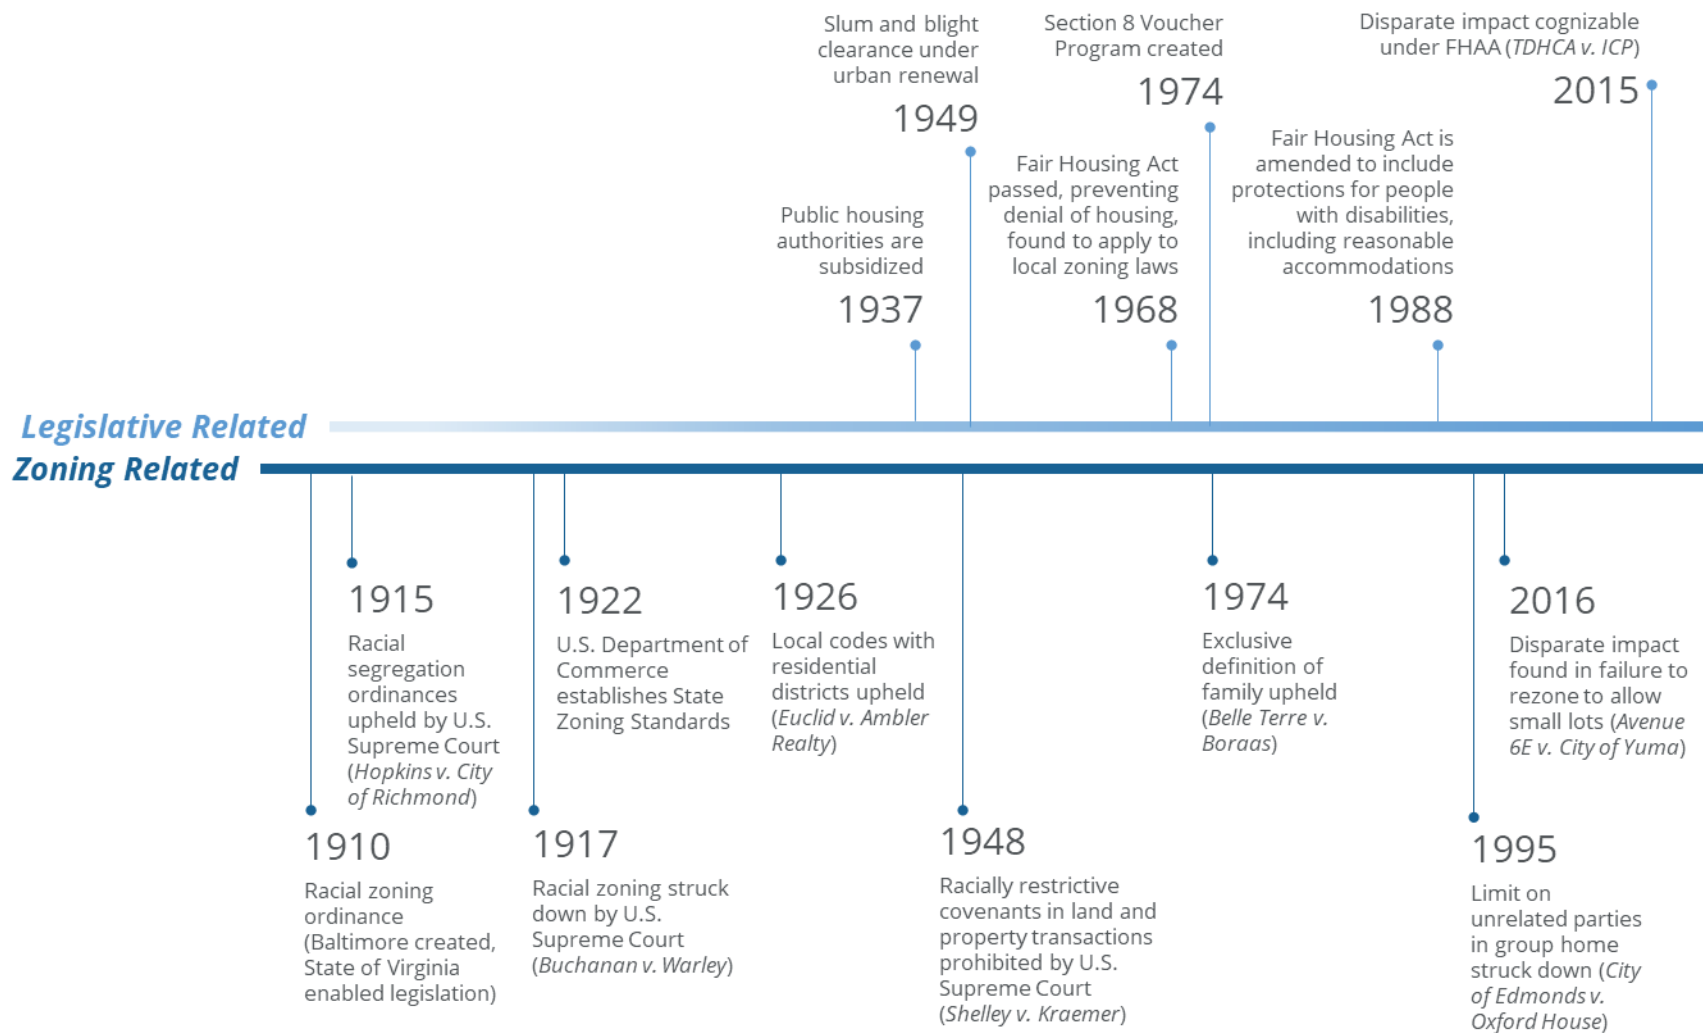 Slum and blight
clearance under
urban renewal
1949
Section 8 Voucher
Program created
1974
Disparate impact cognizable
under FHAA (TDHCA v. ICP)
2015
Public housing
authorities are
subsidized
1937
Fair Housing Act
passed, preventing
denial of housing,
found to apply to
local zoning laws
1968
Fair Housing Act is
amended to include
protections for people
with disabilities,
including reasonable
accommodations
1988
Legislative Related
Zoning Related
1915
Racial
segregation
ordinances
upheld by U.S.
Supreme Court
(Hopkins v. City
of Richmond)
1922
U.S. Department of
Commerce
establishes State
Zoning Standards
1926
Local codes with
residential
districts upheld
(Euclid v. Ambler
Realty)
1974
Exclusive
definition of
family upheld
(Belle Terre v.
Boraas)
2016
Disparate impact
found in failure to
rezone to allow
small lots (Avenue
6E v. City of Yuma)
1910
Racial zoning
ordinance
(Baltimore created,
State of Virginia
enabled legislation)
1917
Racial zoning struck
down by U.S.
Supreme Court
(Buchanan v. Warley)
1948
Racially restrictive
covenants in land and
property transactions
prohibited by U.S.
Supreme Court
(Shelley v. Kraemer)
1995
Limit on
unrelated parties
in group home
struck down (City
of Edmonds v.
Oxford House)